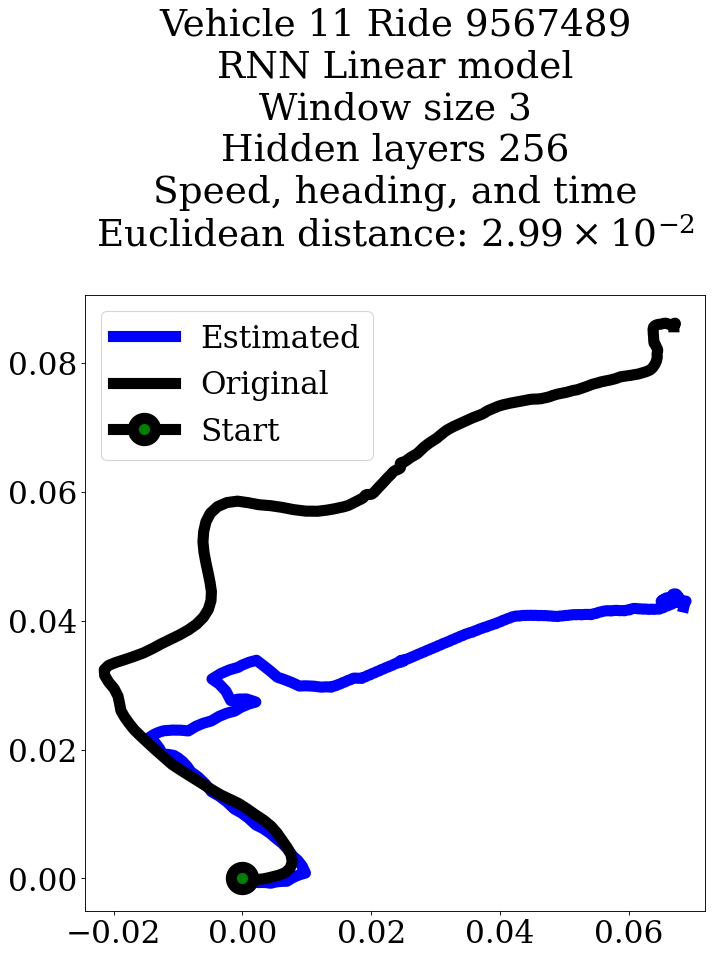 Vehicle 11 Ride 9567489
RNN Linear model
Window size 3
Hidden layers 256
Speed, heading, and time
Euclidean distance: 2.99 × 10⁻²
Estimated
Original
Start
0.08
0.06
0.04
0.02
0.00
−0.02 0.00 0.02 0.04 0.06